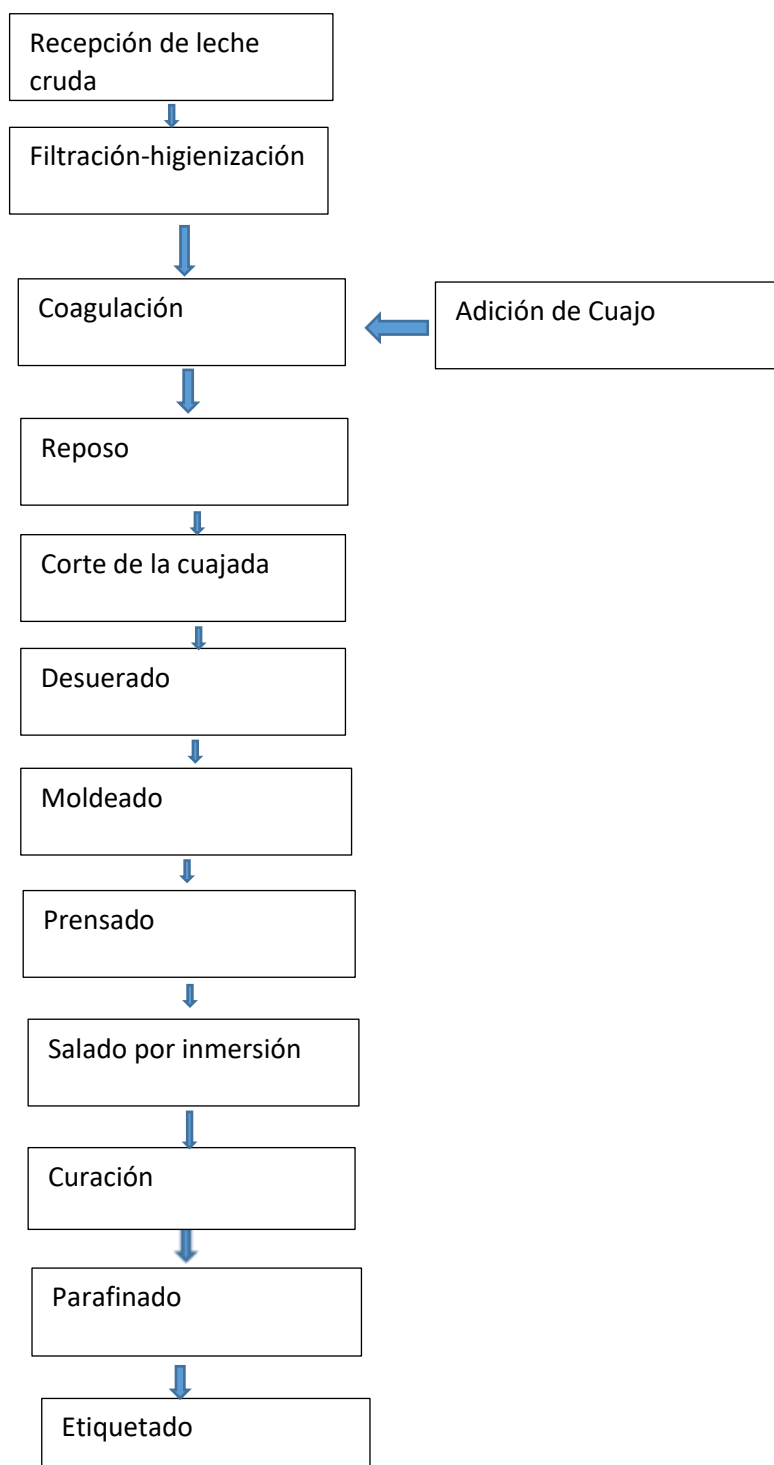 Recepción de leche
cruda
Filtración-higienización
Coagulación
Adición de Cuajo
Reposo
Corte de la cuajada
Desuerado
Moldeado
Prensado
Salado por inmersión
Curación
Parafinado
Etiquetado